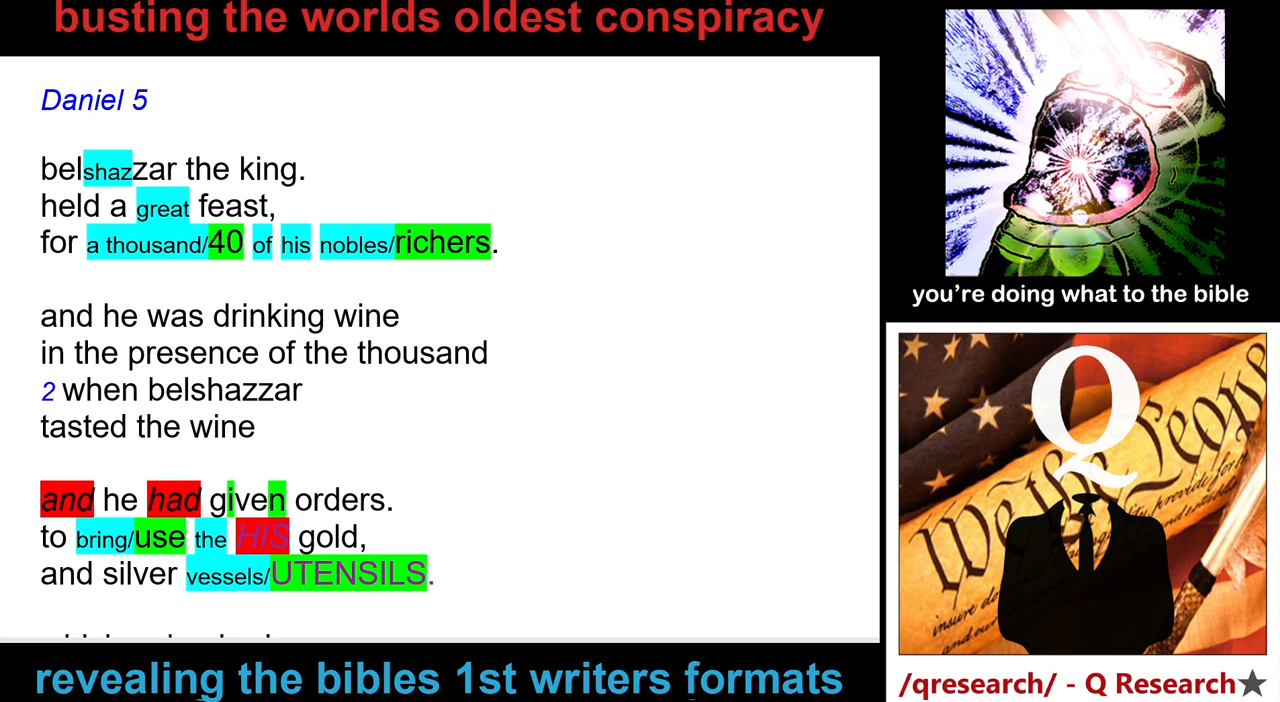 busting the worlds oldest conspiracy
Daniel 5
belshazzar the king.
held a great feast,
for a thousand/40 of his nobles/richers.
and he was drinking wine
in the presence of the thousand
2 when belshazzar
tasted the wine
and he had given orders.
to bring/use the HIS gold,
and silver vessels/UTENSILS.
revealing the bibles 1st writers formats
you're doing what to the bible
Q
We the People
/qresearch/ - Q Research★